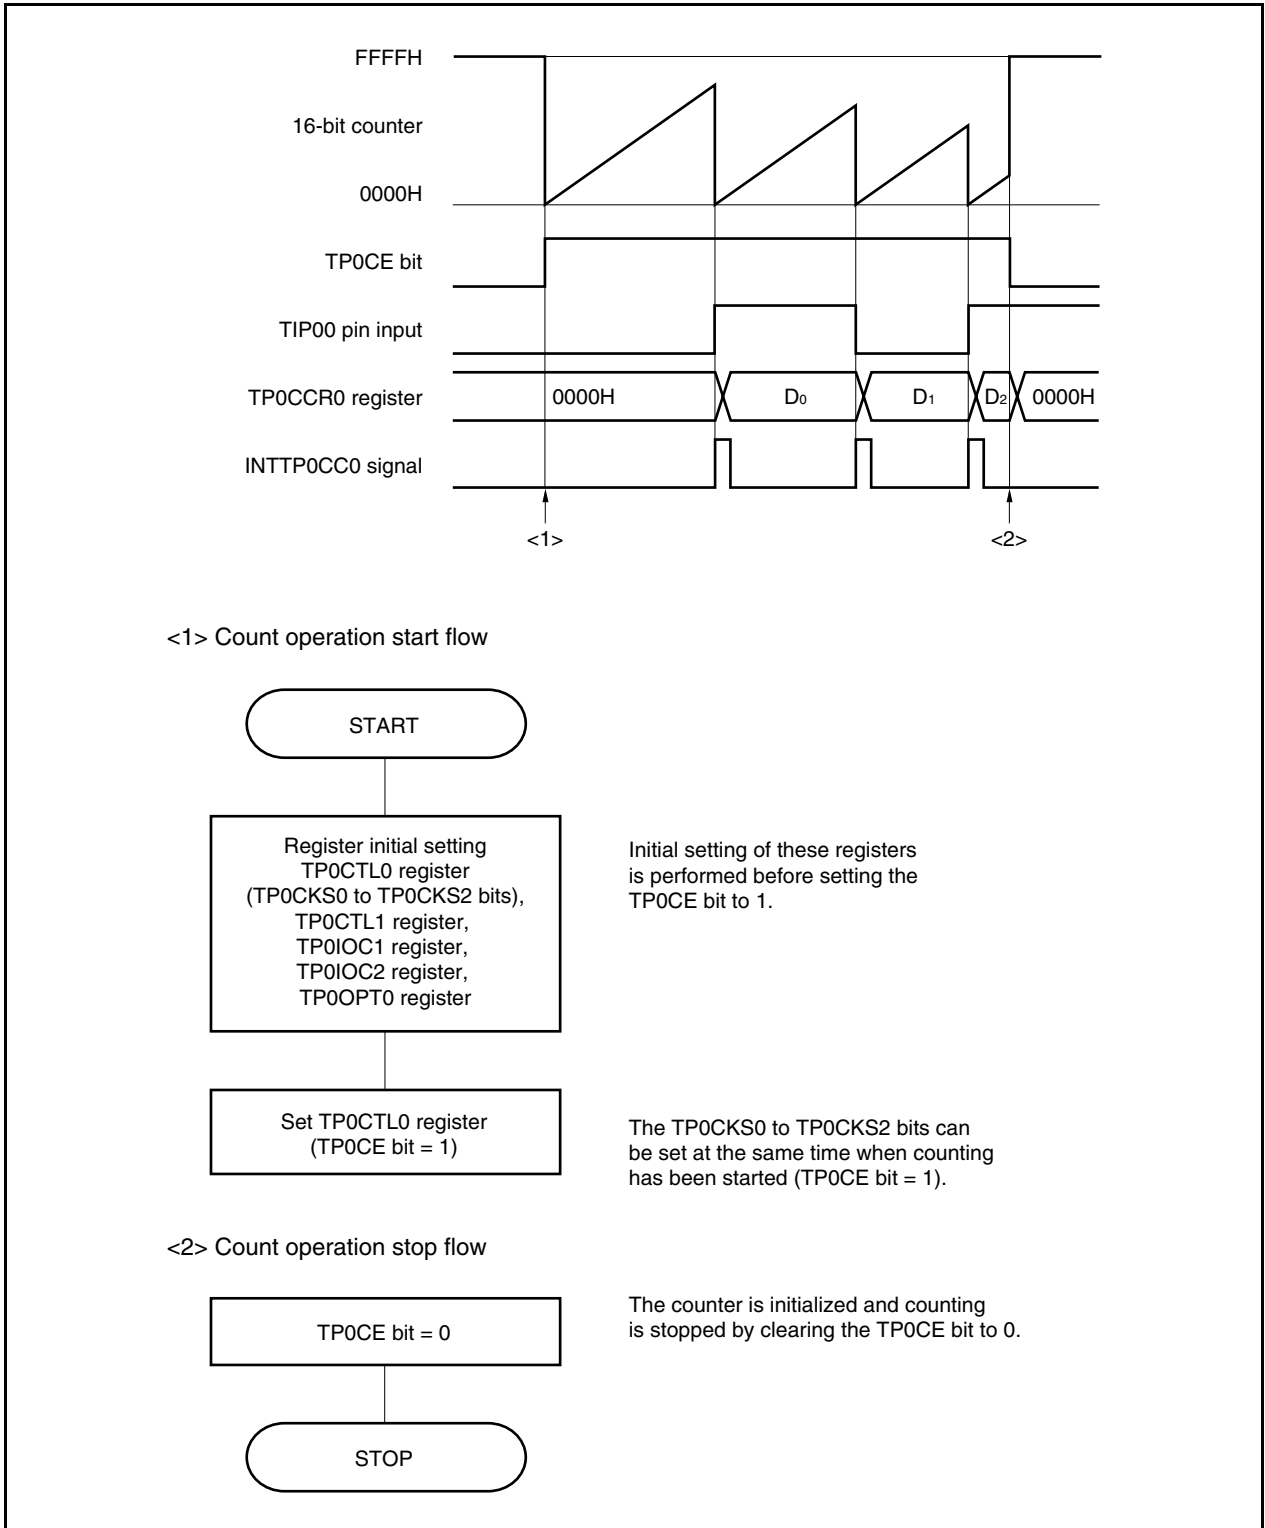 FFFFH
16-bit counter
0000H
TP0CE bit
TIP00 pin input
TP0CCR0 register
0000H
D0
D1
D2
0000H
INTTP0CC0 signal
<1>
<2>
<1> Count operation start flow
START
Register initial setting
TP0CTL0 register
(TP0CKS0 to TP0CKS2 bits),
TP0CTL1 register,
TP0IOC1 register,
TP0IOC2 register,
TP0OPT0 register
Initial setting of these registers
is performed before setting the
TP0CE bit to 1.
Set TP0CTL0 register
(TP0CE bit = 1)
The TP0CKS0 to TP0CKS2 bits can
be set at the same time when counting
has been started (TP0CE bit = 1).
<2> Count operation stop flow
TP0CE bit = 0
The counter is initialized and counting
is stopped by clearing the TP0CE bit to 0.
STOP